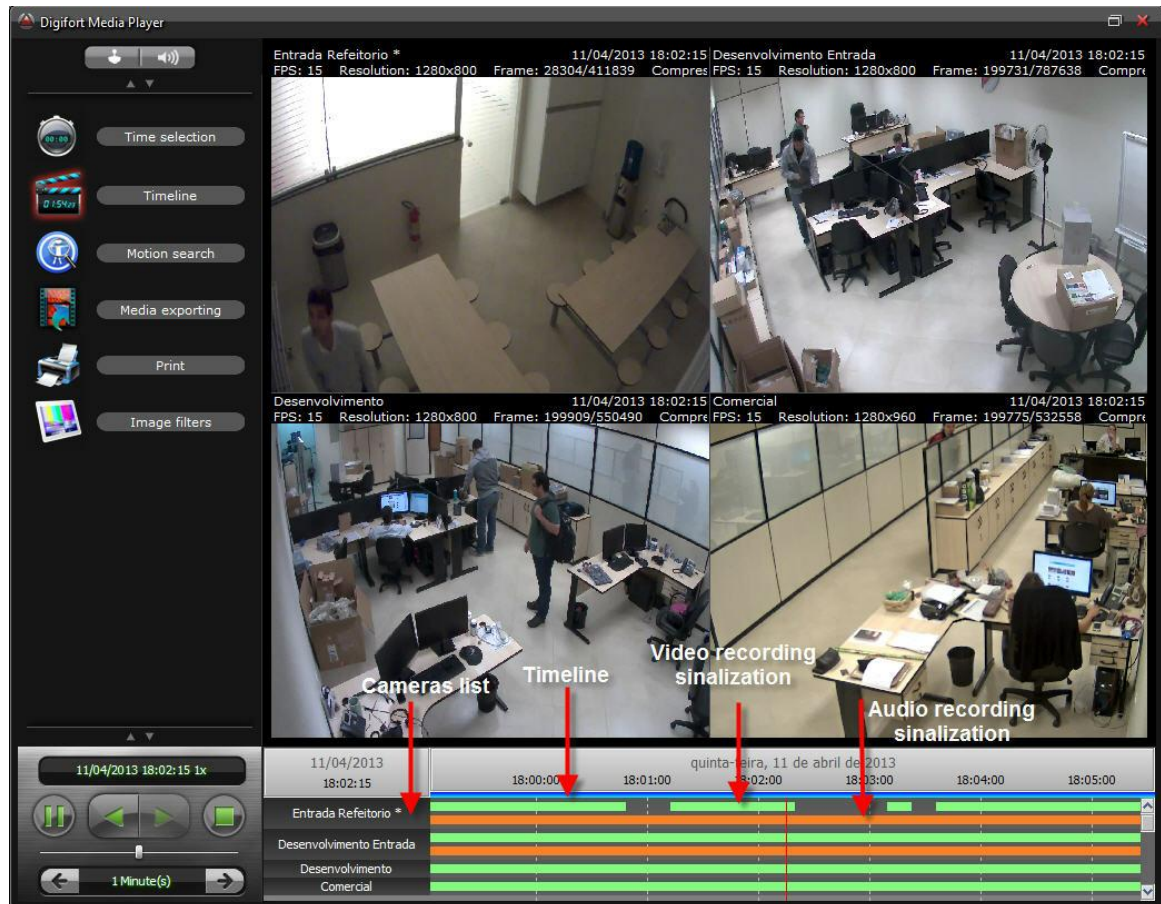 Digifort Media Player
Time selection
Timeline
Motion search
Media exporting
Print
Image filters
Entrada Refeitorio * 11/04/2013 18:02:15
FPS: 15 Resolution: 1280x800 Frame: 28304/411839 Compres
Desenvolvimento Entrada 11/04/2013 18:02:15
FPS: 15 Resolution: 1280x800 Frame: 199731/787638 Compre
Desenvolvimento 11/04/2013 18:02:15
FPS: 15 Resolution: 1280x800 Frame: 199909/550490 Compre
Comercial 11/04/2013 18:02:15
FPS: 15 Resolution: 1280x960 Frame: 199775/532558 Compre
Cameras list
Timeline
Video recording
sinalization
Audio recording
sinalization
11/04/2013 18:02:15 1x
1 Minute(s)
11/04/2013
18:02:15
quinta-feira, 11 de abril de 2013
18:00:00 18:01:00 18:02:00 18:03:00 18:04:00 18:05:00
Entrada Refeitorio *
Desenvolvimento Entrada
Desenvolvimento
Comercial